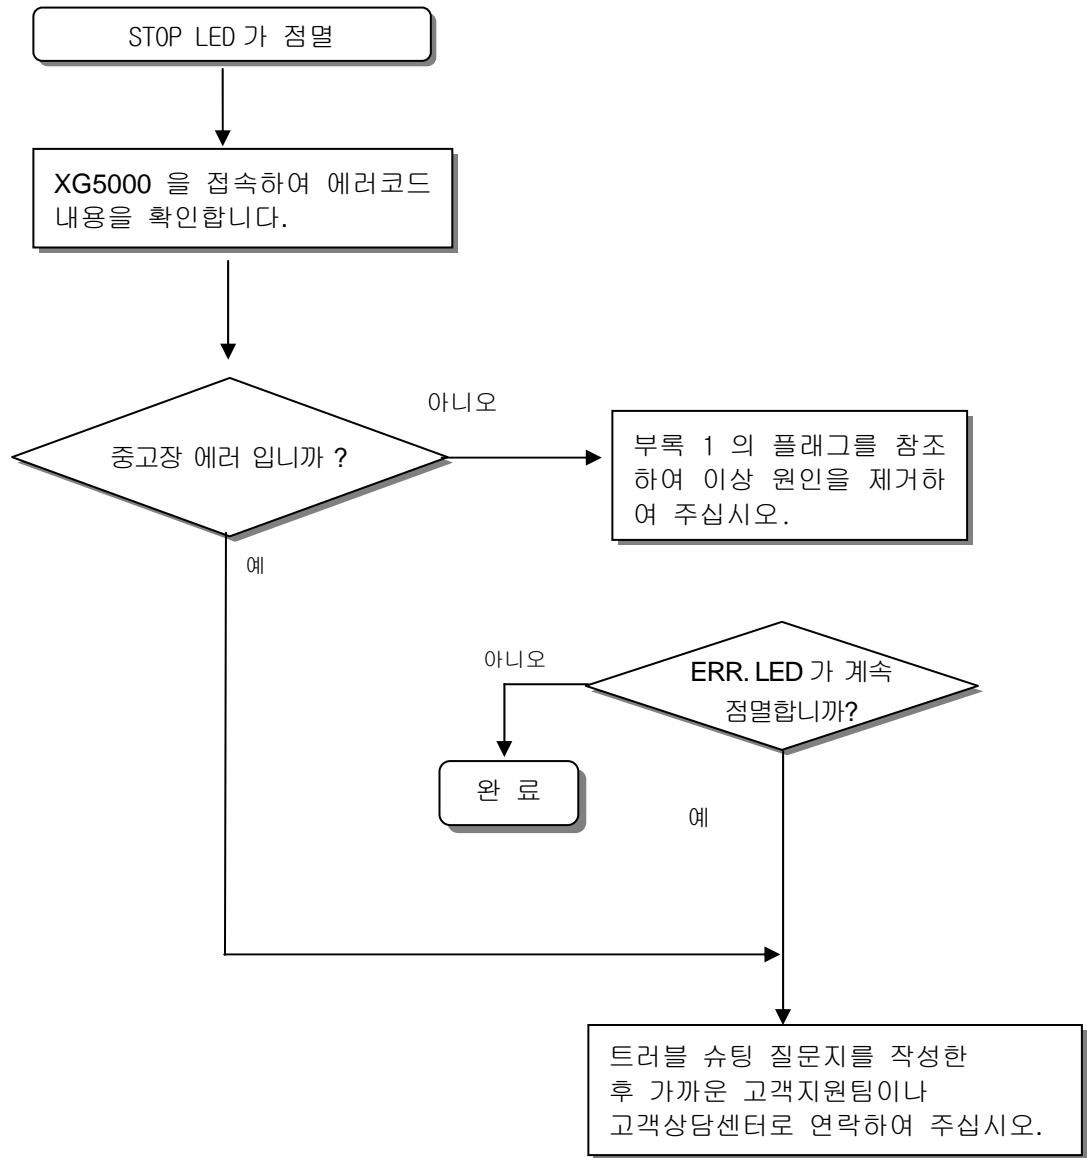 STOP LED 가 점멸
XG5000 을 접속하여 에러코드
내용을 확인합니다.
중고장 에러 입니까 ?
아니오
부록 1 의 플래그를 참조
하여 이상 원인을 제거하
여 주십시오.
예
아니오
ERR. LED 가 계속
점멸합니까?
완 료
예
트러블 슈팅 질문지를 작성한
후 가까운 고객지원팀이나
고객상담센터로 연락하여 주십시오.